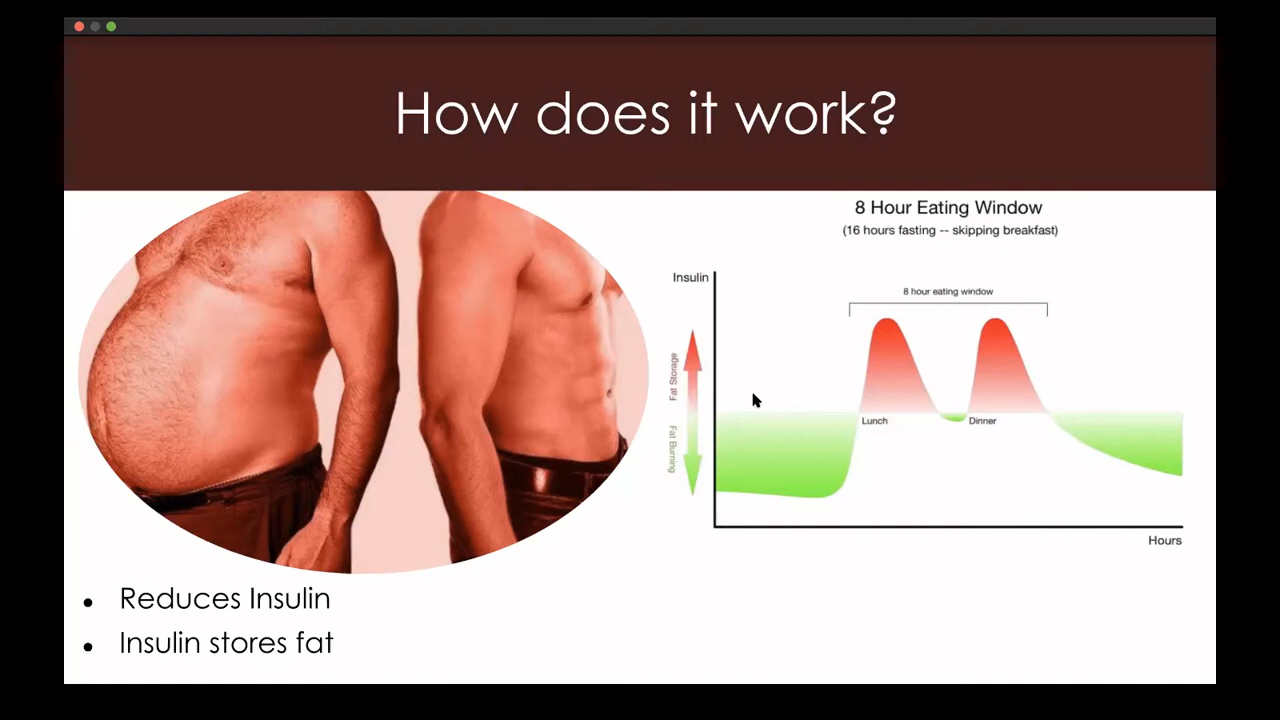 How does it work?
8 Hour Eating Window
(16 hours fasting -- skipping breakfast)
Insulin
8 hour eating window
Fat Storage
Fat Burning
Lunch
Dinner
Hours
• Reduces Insulin
• Insulin stores fat